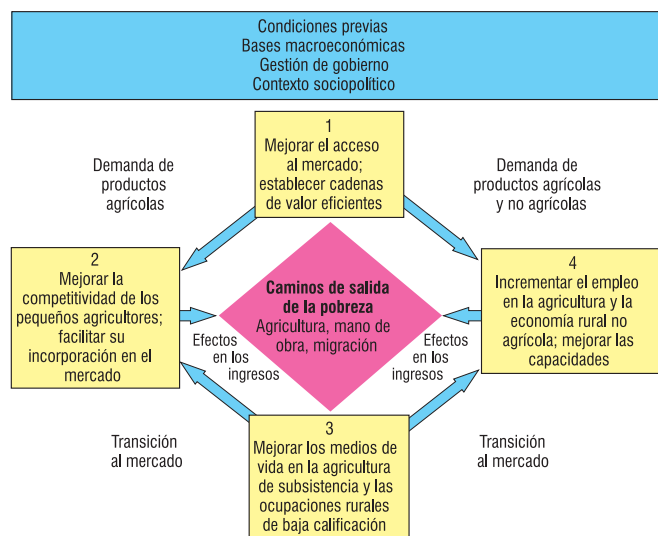 Condiciones previas
Bases macroeconómicas
Gestión de gobierno
Contexto sociopolítico
1
Mejorar el acceso
al mercado;
establecer cadenas
de valor eficientes
Demanda de
productos
agrícolas
Demanda de
productos agrícolas
y no agrícolas
2
Mejorar la
competitividad de los
pequeños agricultores;
facilitar su
incorporación en el
mercado
Caminos de salida
de la pobreza
Agricultura, mano de
obra, migración
4
Incrementar el empleo
en la agricultura y la
economía rural no
agrícola; mejorar las
capacidades
Efectos
en los
ingresos
Efectos
en los
ingresos
Transición
al mercado
3
Mejorar los medios de
vida en la agricultura
de subsistencia y las
ocupaciones rurales
de baja calificación
Transición
al mercado